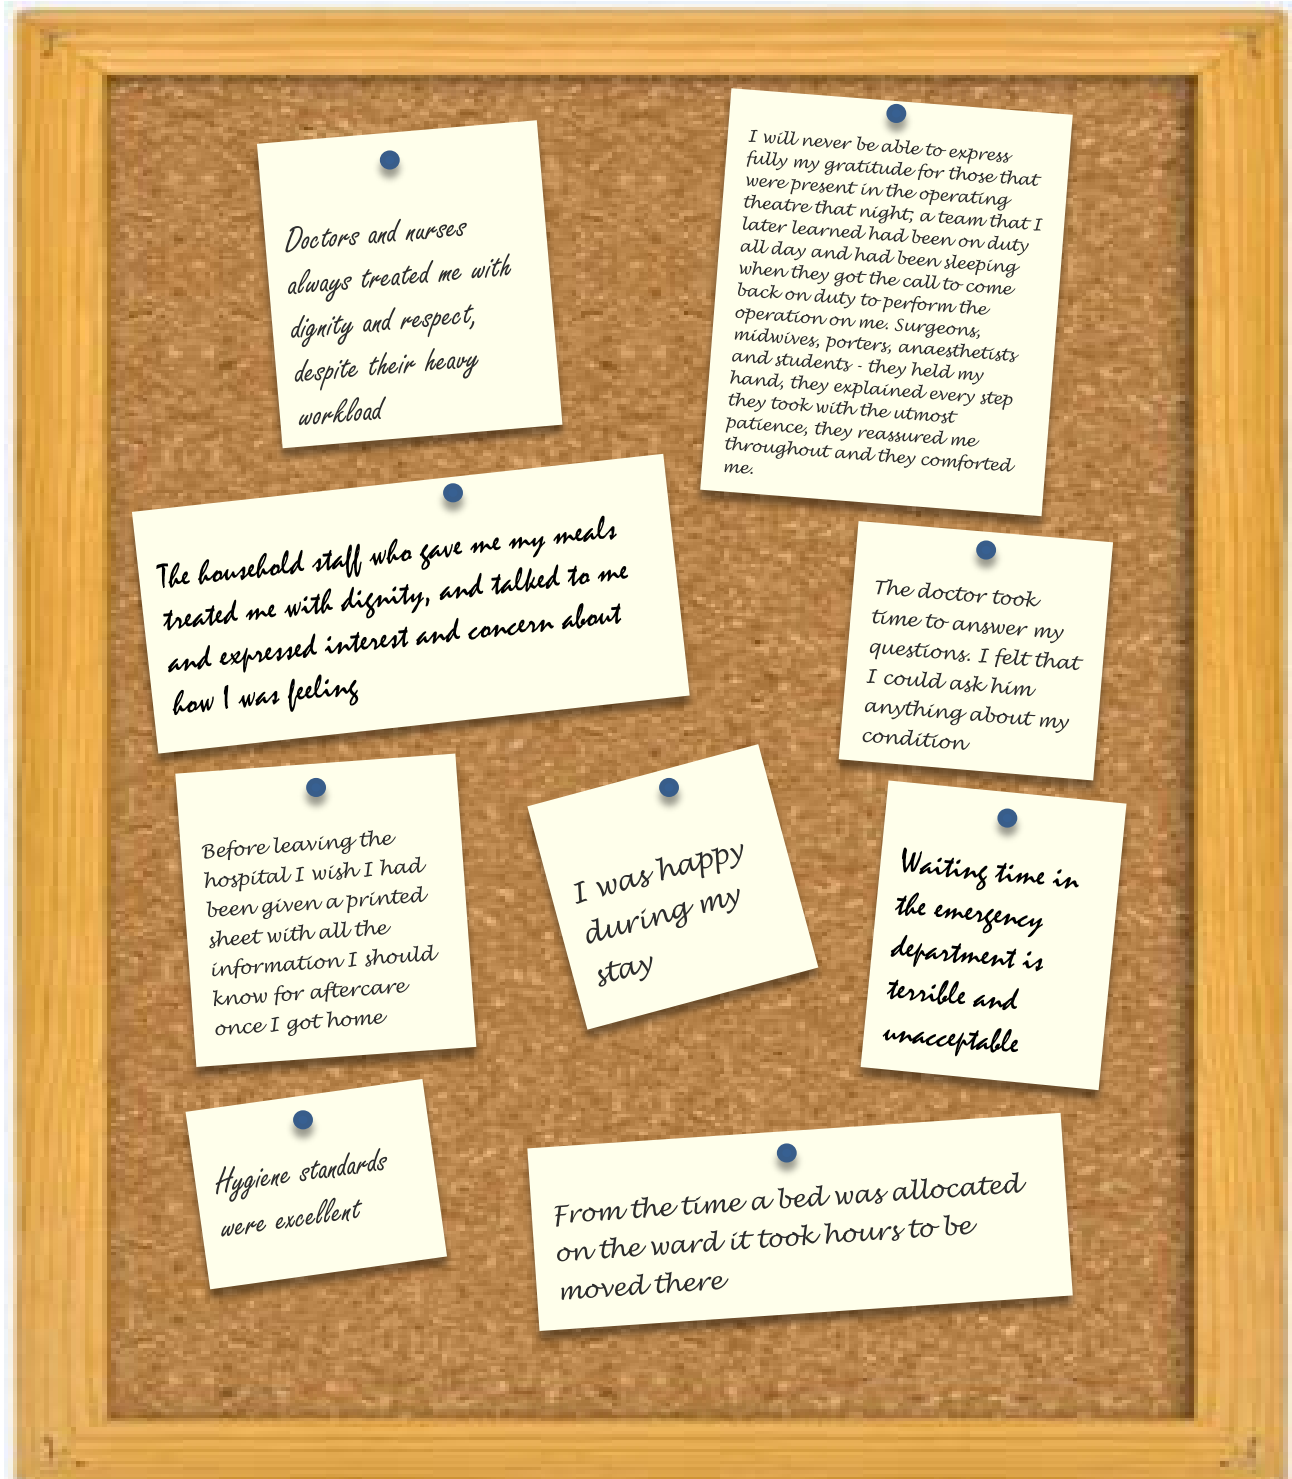 Doctors and nurses
always treated me with
dignity and respect,
despite their heavy
workload
I will never be able to express
fully my gratitude for those that
were present in the operating
theatre that night; a team that I
later learned had been on duty
all day and had been sleeping
when they got the call to come
back on duty to perform the
operation on me. Surgeons,
midwives, porters, anaesthetists
and students - they held my
hand, they explained every step
they took with the utmost
patience, they reassured me
throughout and they comforted
me.
The household staff who gave me my meals
treated me with dignity, and talked to me
and expressed interest and concern about
how I was feeling
The doctor took
time to answer my
questions. I felt that
I could ask him
anything about my
condition
Before leaving the
hospital I wish I had
been given a printed
sheet with all the
information I should
know for aftercare
once I got home
I was happy
during my
stay
Waiting time in
the emergency
department is
terrible and
unacceptable
Hygiene standards
were excellent
From the time a bed was allocated
on the ward it took hours to be
moved there